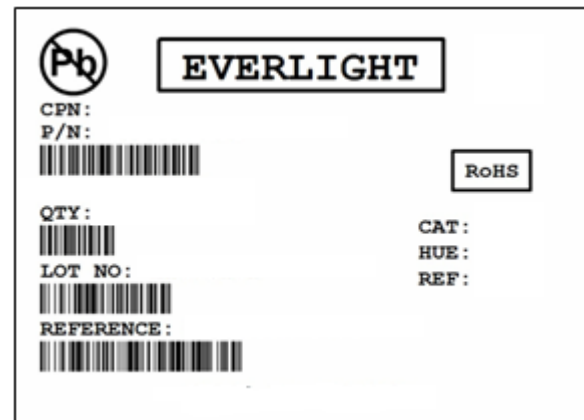 Pb
EVERLIGHT
CPN:
P/N:
RoHS
QTY:
CAT:
HUE:
LOT NO:
REF:
REFERENCE: